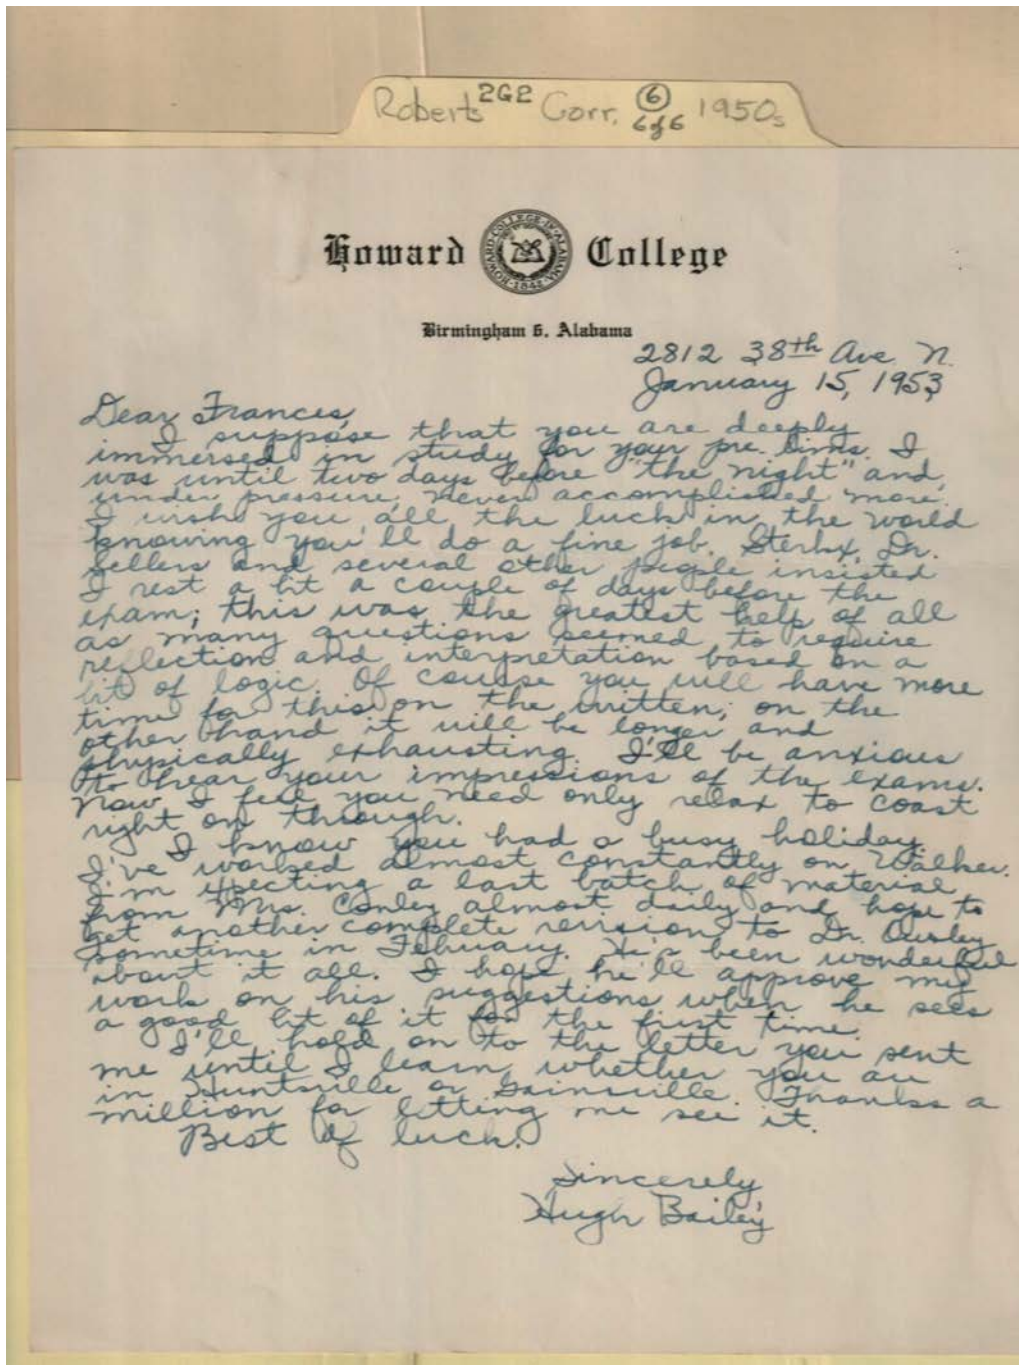 Roberts 2G2 Corr. 6 1950s
6 of 6
Howard College
HOWARD·COLLEGE·IN·ALABAMA
·1842·
Birmingham 6, Alabama
2812 38th Ave. N.
January 15, 1953
Dear Frances,
I suppose that you are deeply
immersed in study for your pre. lims. I
was until two days before "the night" and,
under pressure, never accomplished more.
I wish you all the luck in the world
knowing you'll do a fine job. Sterkx, Dr.
Sellers and several other people insisted
I rest a bit a couple of days before the
exam; this was the greatest help of all
as many questions seemed to require
reflection and interpretation based on a
bit of logic. Of course you will have more
time for this on the written; on the
other hand it will be longer and
physically exhausting. I'll be anxious
to hear your impressions of the exams.
Now I feel you need only relax to coast
right on through.
I know you had a busy holiday.
I've worked almost constantly on Walker.
I'm expecting a last batch of material
from Mrs. Conley almost daily and hope to
get another complete revision to Dr. Owsley
sometime in February. He's been wonderful
about it all. I hope he'll approve my
work on his suggestions when he sees
a good bit of it for the first time.
I'll hold on to the letter you sent
me until I learn whether you are
in Huntsville or Gainsville. Thanks a
million for letting me see it.
Best of luck.
Sincerely
Hugh Bailey